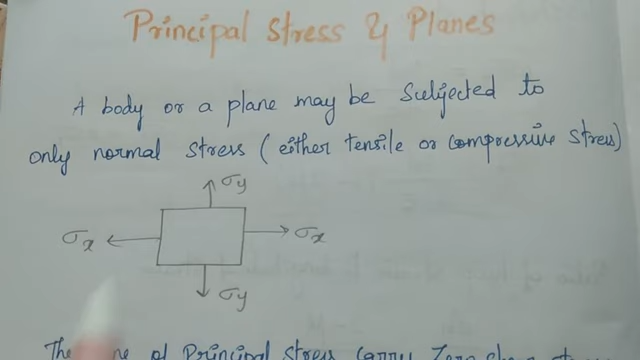 Principal Stress & Planes
A body or a plane may be Subjected to
only normal stress (either tensile or compressive stress)
σy
σx σx
σy
The of Principal stress carry Zero